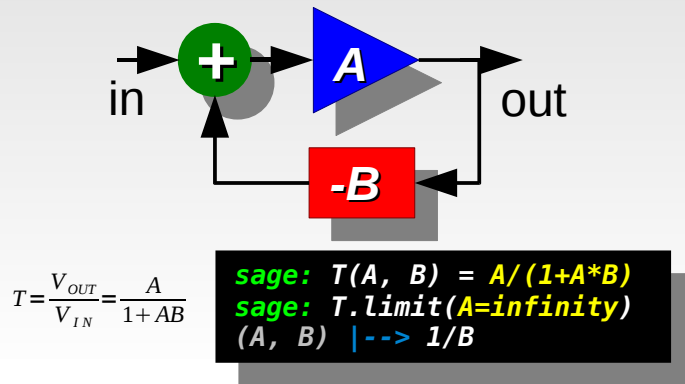 +
A
in
out
-B
T = V_OUT / V_IN = A / 1 + AB
sage: T(A, B) = A/(1+A*B)
sage: T.limit(A=infinity)
(A, B) |--> 1/B